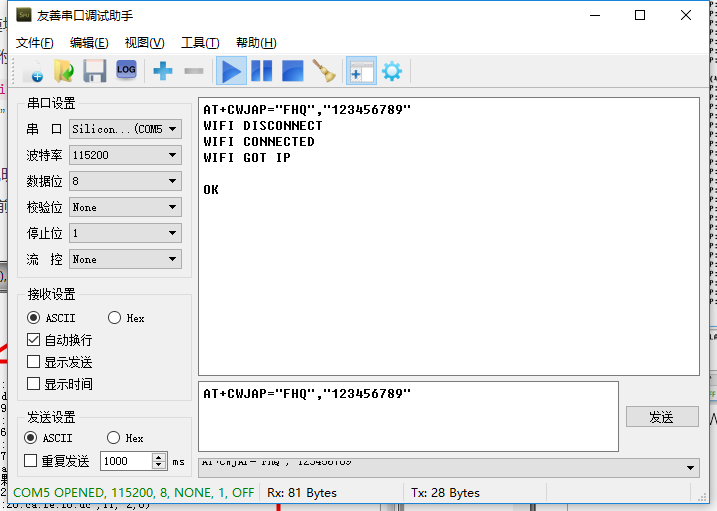 友善串口调试助手
文件(F) 编辑(E) 视图(V) 工具(T) 帮助(H)
LOG
串口设置
串 口 Silicon...(COM5
波特率 115200
数据位 8
校验位 None
停止位 1
流 控 None
接收设置
ASCII Hex
自动换行
显示发送
显示时间
发送设置
ASCII Hex
重复发送 1000 ms
AT+CWJAP="FHQ","123456789"
WIFI DISCONNECT
WIFI CONNECTED
WIFI GOT IP
OK
AT+CWJAP="FHQ","123456789"
发送
AT+CWJAP="FHQ","123456789"
COM5 OPENED, 115200, 8, NONE, 1, OFF Rx: 81 Bytes Tx: 28 Bytes